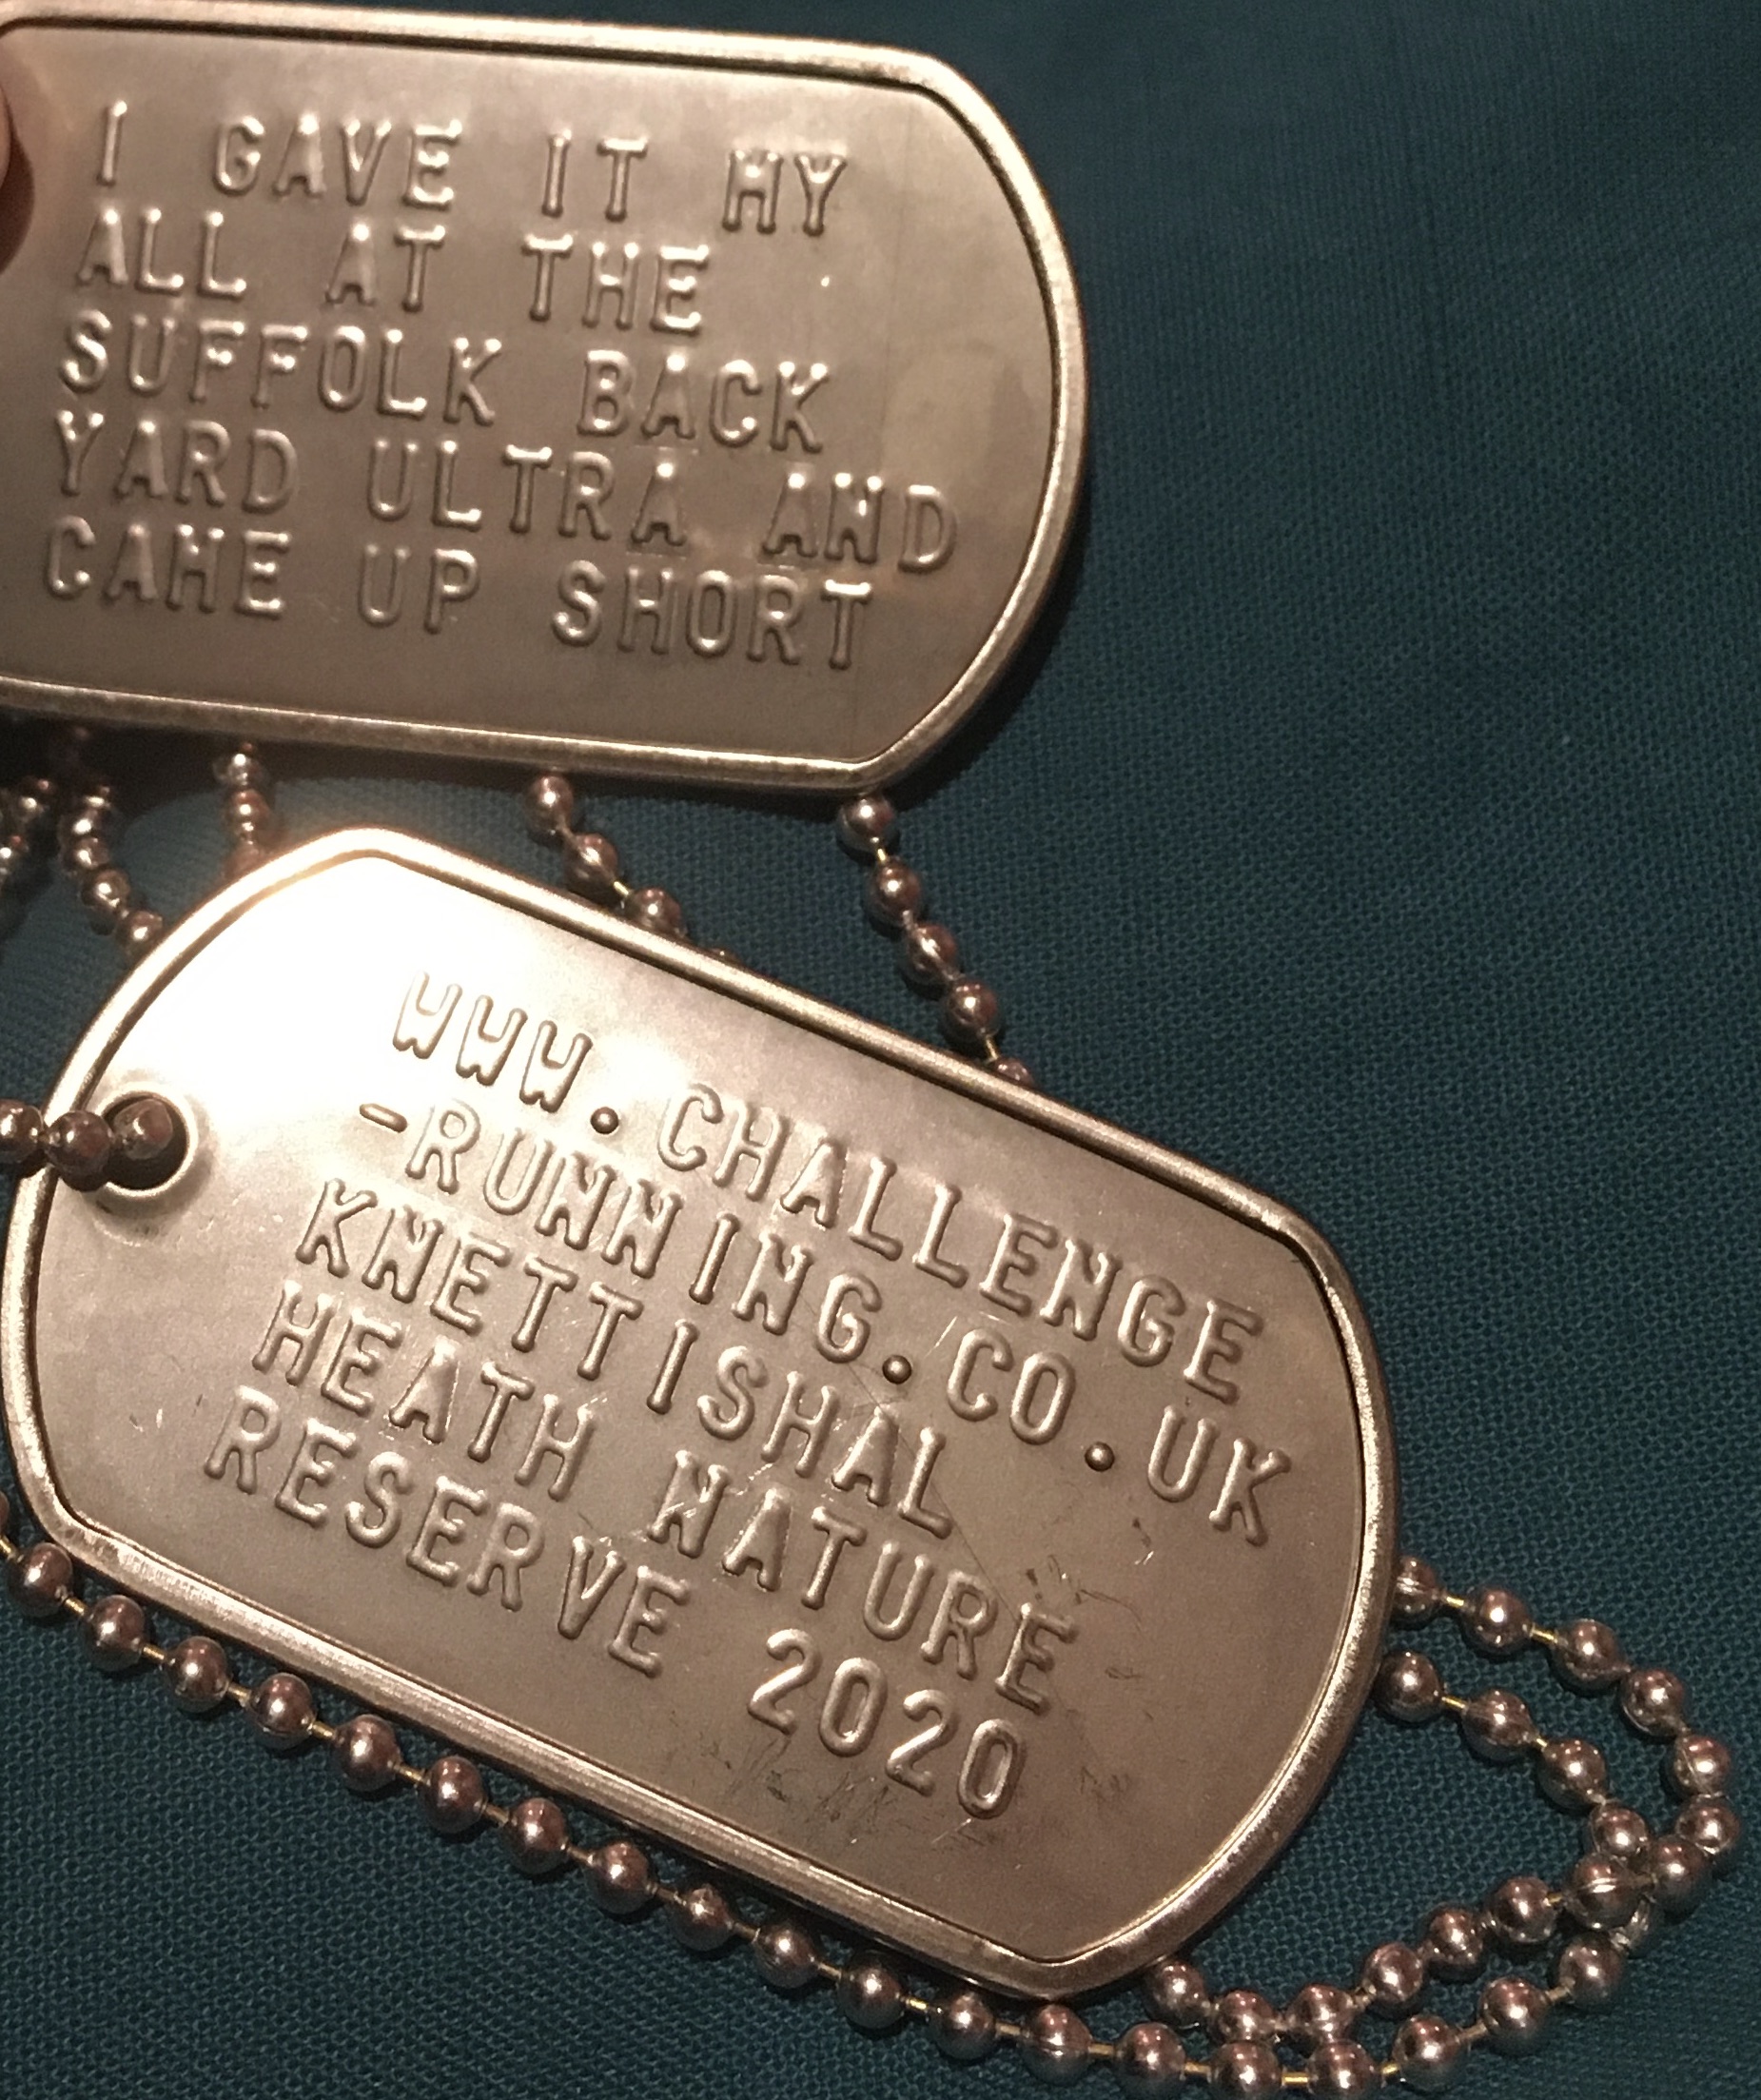 I GAVE IT MY
ALL AT THE
SUFFOLK BACK
YARD ULTRA AND
CAME UP SHORT
WWW.CHALLENGE
-RUNNING.CO.UK
KNETTISHAL
HEATH NATURE
RESERVE 2020